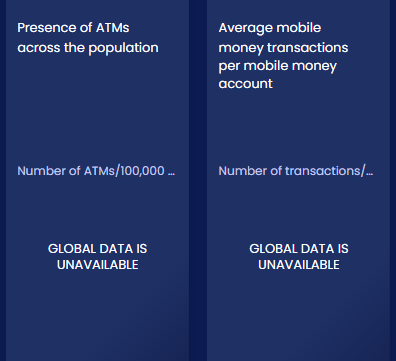 Presence of ATMs
across the population
Number of ATMs/100,000 ...
GLOBAL DATA IS
UNAVAILABLE
Average mobile
money transactions
per mobile money
account
Number of transactions/...
GLOBAL DATA IS
UNAVAILABLE